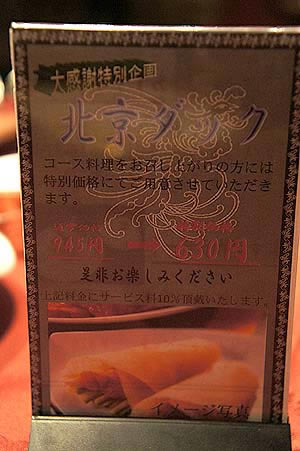 大感謝特別企画
北京ダック
コース料理をお召し上がりの方には
特別価格にてご用意させていただき
ます。
945円 630円
是非お楽しみください
上記料金にサービス料10%頂戴いたします。
イメージ写真